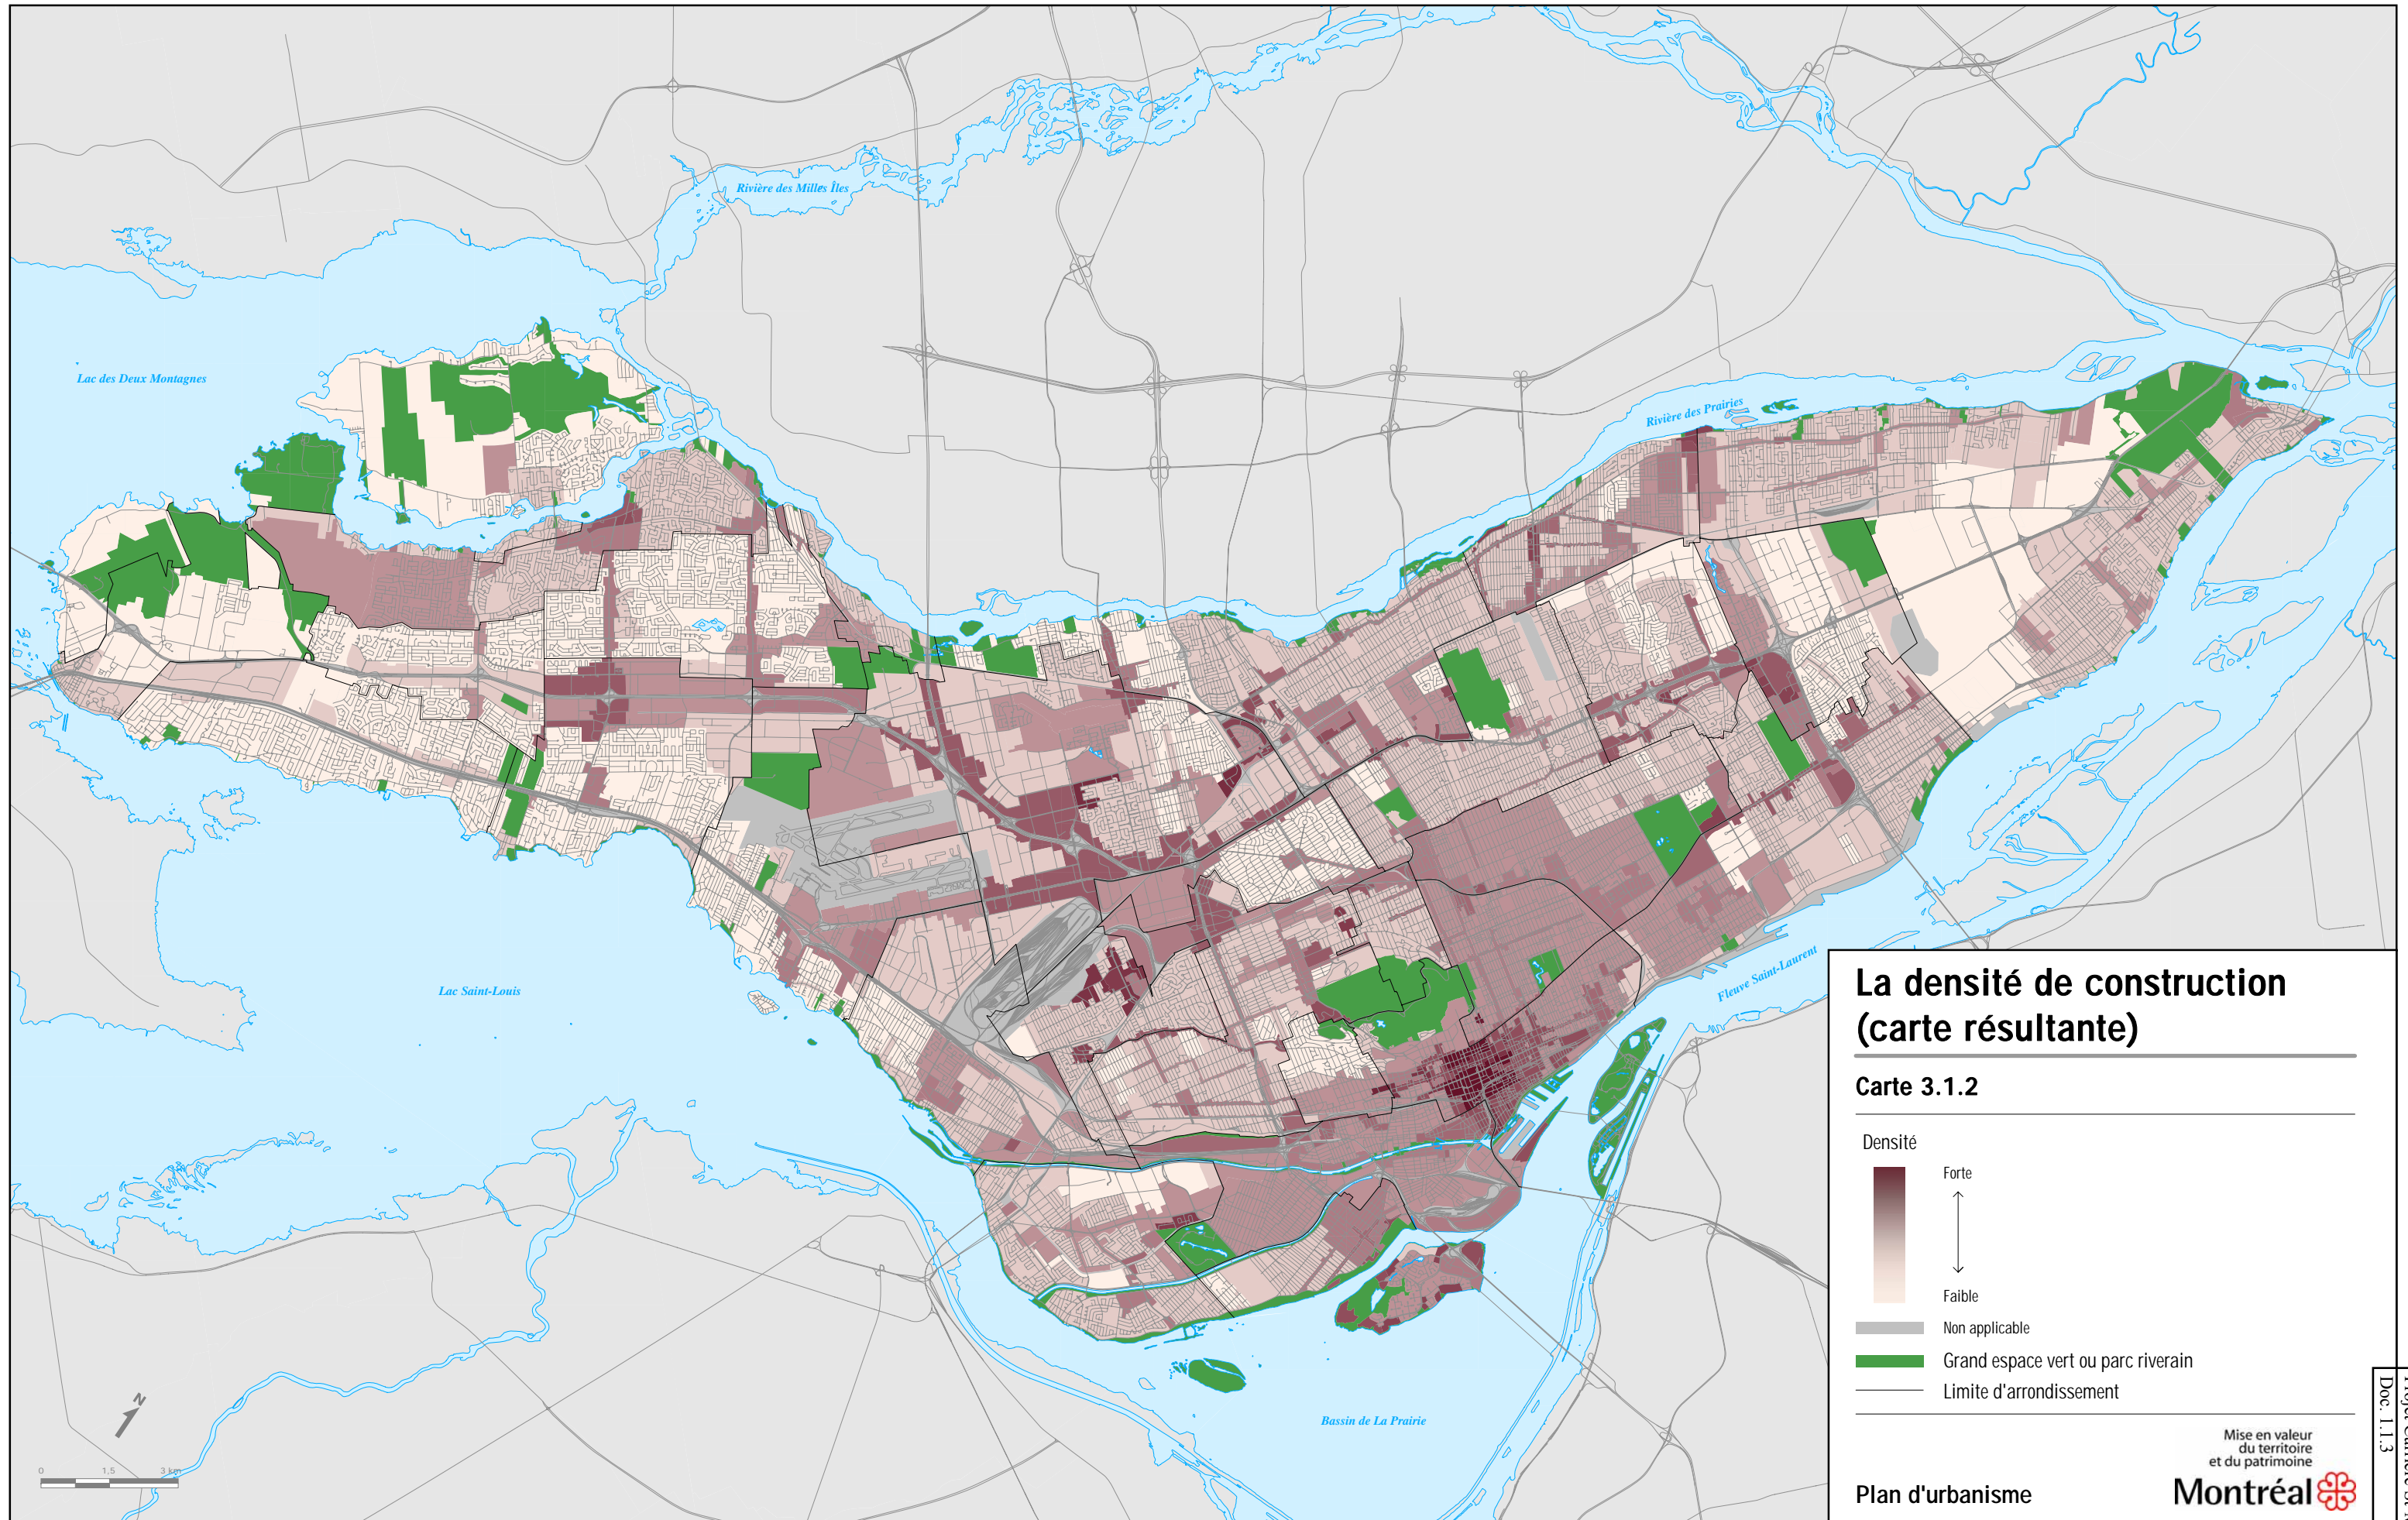 Rivière des Milles Îles
Lac des Deux Montagnes
Rivière des Prairies
Lac Saint-Louis
Fleuve Saint-Laurent
Bassin de La Prairie
N
0 1,5 3 km
La densité de construction
(carte résultante)
Carte 3.1.2
Densité
Forte
Faible
Non applicable
Grand espace vert ou parc riverain
Limite d'arrondissement
Plan d'urbanisme
Mise en valeur
du territoire
et du patrimoine
Montréal
Doc. 1.1.3